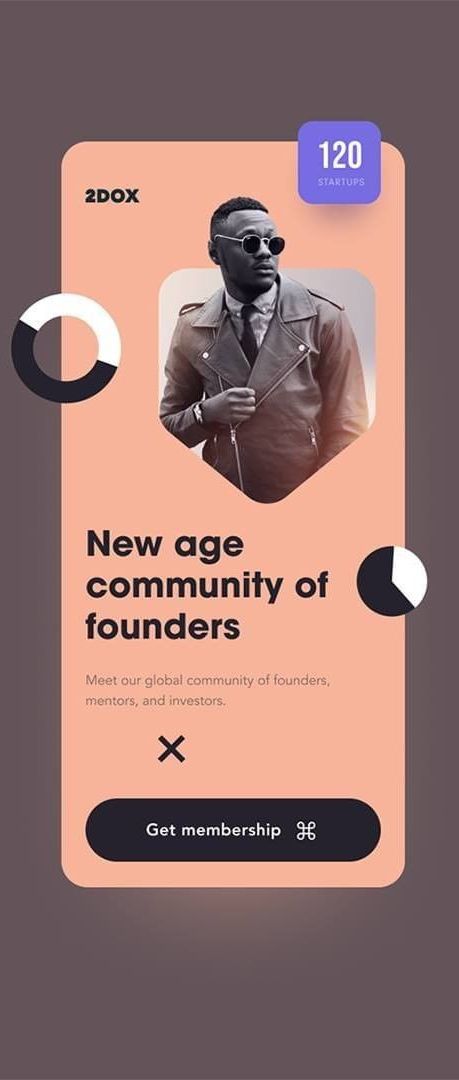 120
STARTUPS
2DOX
New age
community of
founders
Meet our global community of founders,
mentors, and investors.
Get membership ⌘